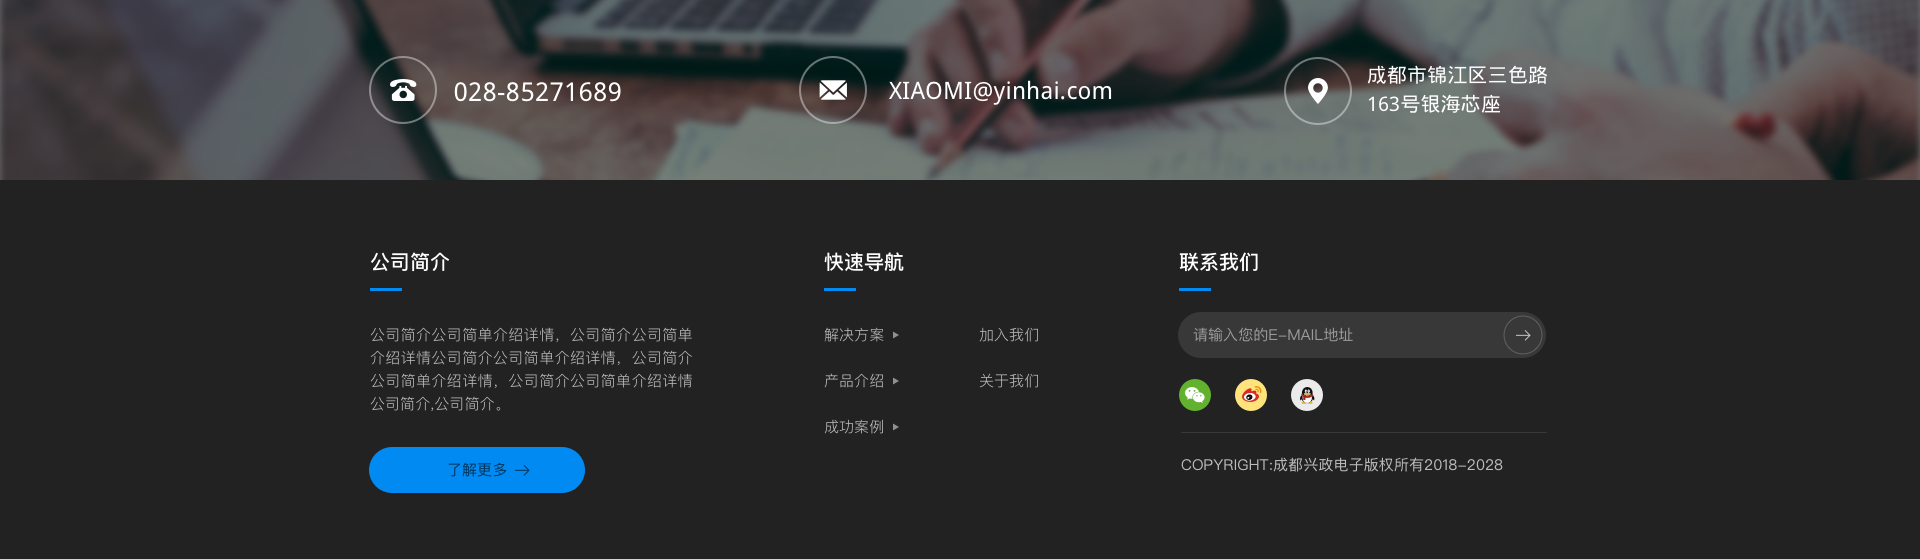 028-85271689
XIAOMI@yinhai.com
成都市锦江区三色路
163号银海芯座
公司简介
公司简介公司简单介绍详情，公司简介公司简单
介绍详情公司简介公司简单介绍详情，公司简介
公司简单介绍详情，公司简介公司简单介绍详情
公司简介,公司简介。
了解更多
快速导航
解决方案
加入我们
产品介绍
关于我们
成功案例
联系我们
请输入您的E-MAIL地址
COPYRIGHT:成都兴政电子版权所有2018-2028